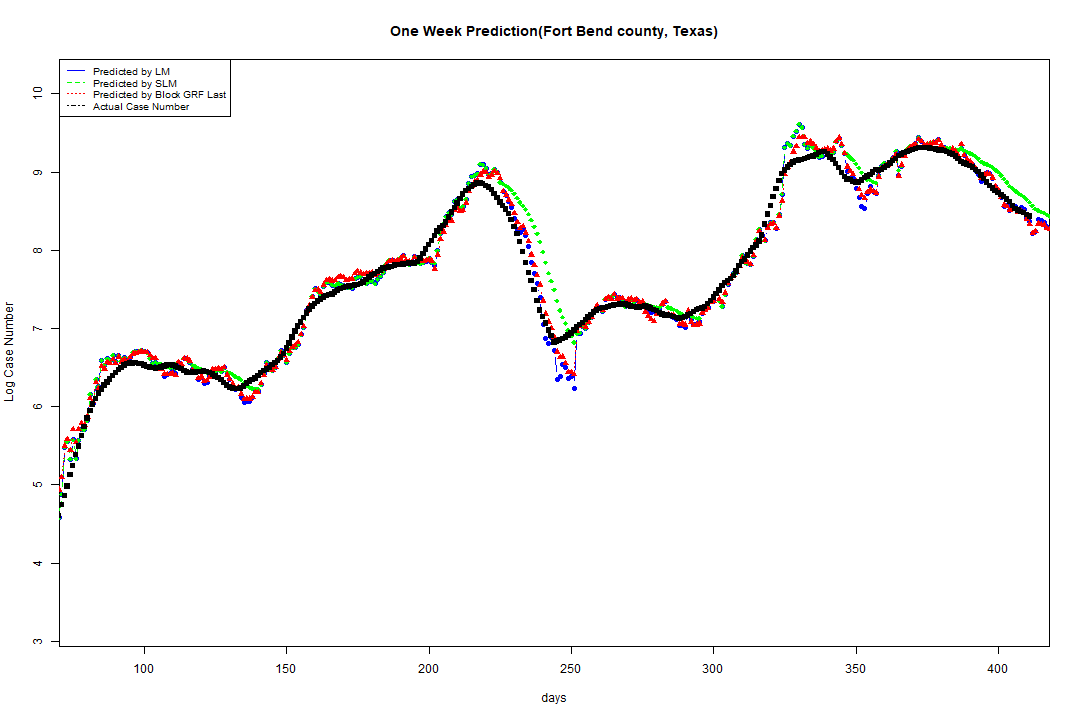 One Week Prediction(Fort Bend county, Texas)
Predicted by LM
Predicted by SLM
Predicted by Block GRF Last
Actual Case Number
10
9
8
7
6
5
4
3
Log Case Number
100 150 200 250 300 350 400
days